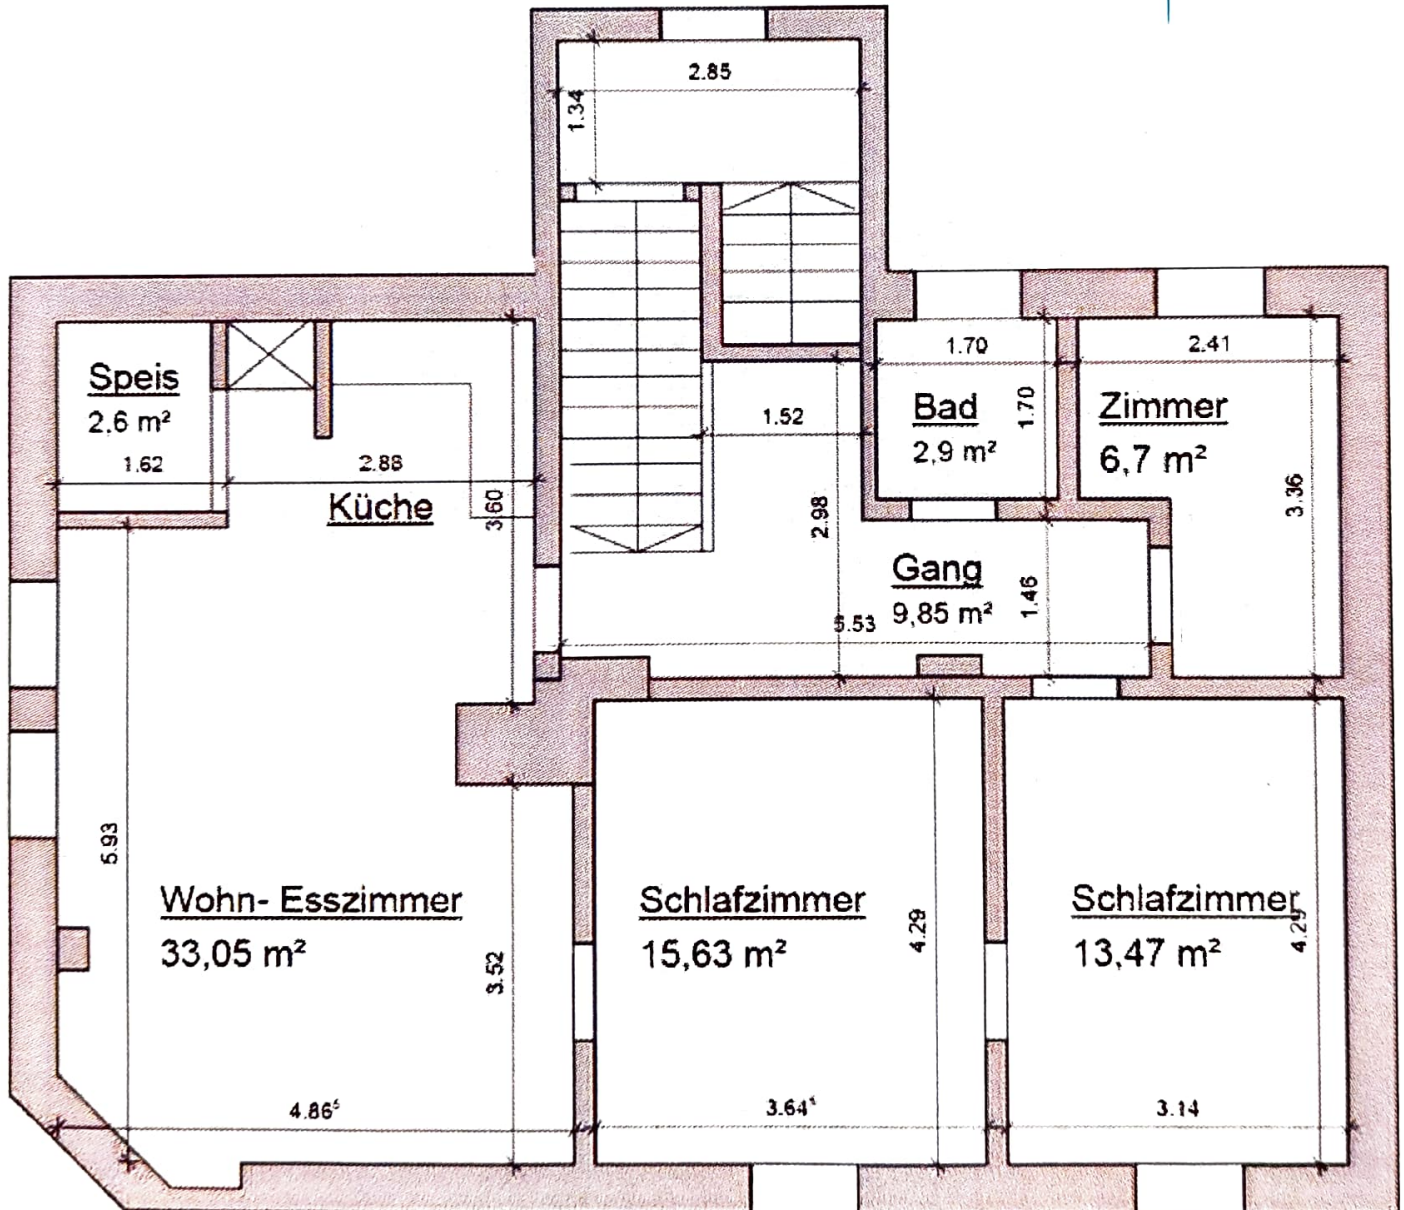 2.85
1.34
Speis
2,6 m²
1.62
2.88
Küche
3.60
1.52
2.98
1.70
Bad
2,9 m²
1.70
2.41
Zimmer
6,7 m²
3.36
Gang
9,85 m²
5.53
1.46
5.93
Wohn- Esszimmer
33,05 m²
3.52
4.86⁵
Schlafzimmer
15,63 m²
4.29
3.64⁴
Schlafzimmer
13,47 m²
4.29
3.14